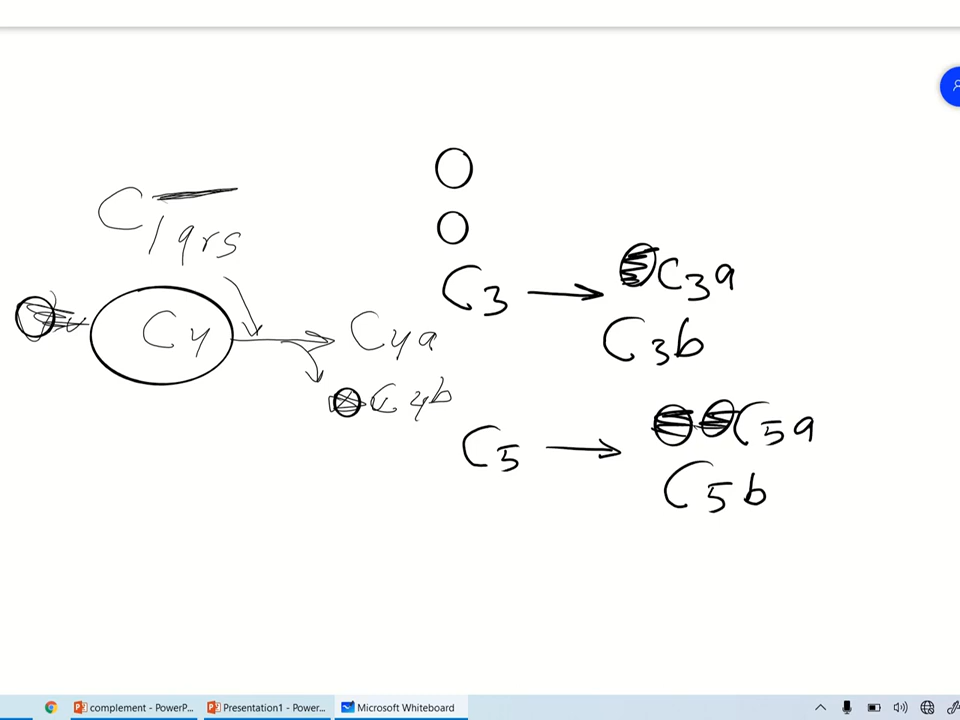 C1qrs
C4
C4a
C4b
C3 → C3a
C3b
C5 → C5a
C5b
complement - PowerP...
Presentation1 - Power...
Microsoft Whiteboard